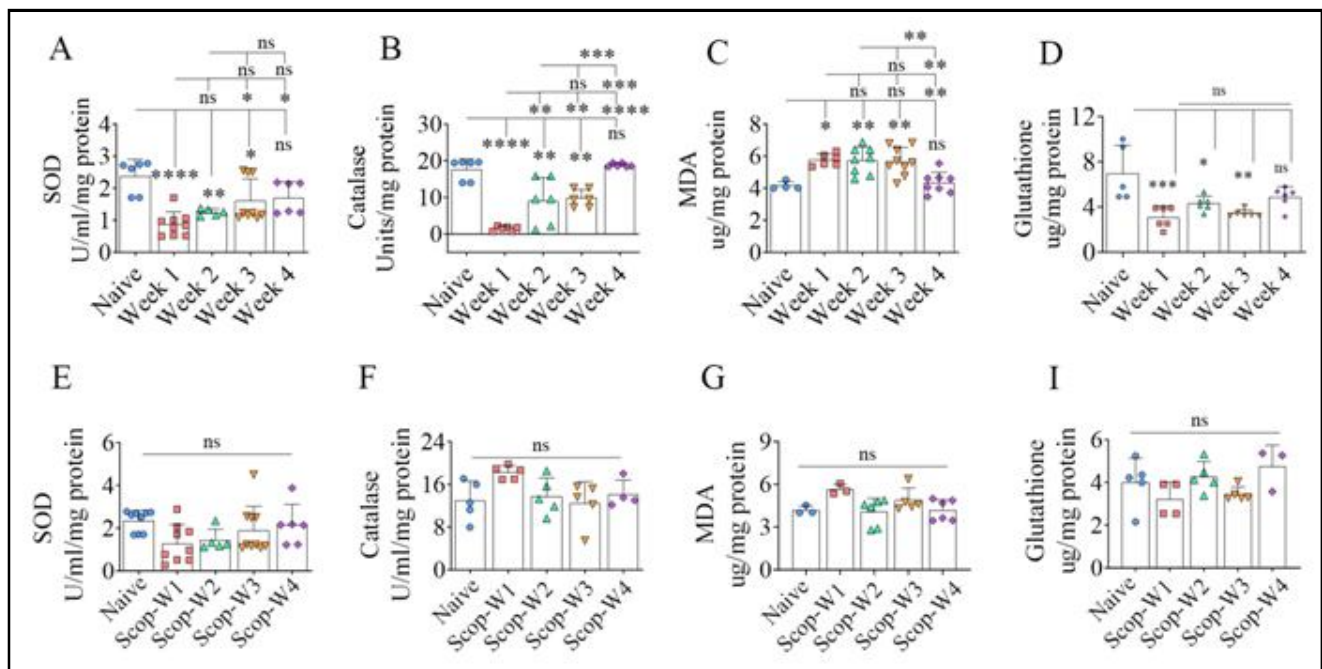 A
ns
ns
ns
ns
ns
ns
*
*
****
**
*
ns
SOD
U/ml/mg protein
4
3
2
1
0
Naive
Week 1
Week 2
Week 3
Week 4
B
***
ns
***
**
**
****
****
**
**
ns
Catalase
Units/mg protein
30
20
10
0
Naive
Week 1
Week 2
Week 3
Week 4
C
**
ns
**
ns
ns
**
*
**
**
ns
MDA
ug/mg protein
8
6
4
2
0
Naive
Week 1
Week 2
Week 3
Week 4
D
ns
***
*
**
ns
Glutathione
ug/mg protein
12
8
4
0
Naive
Week 1
Week 2
Week 3
Week 4
E
ns
SOD
U/ml/mg protein
6
4
2
0
Naive
Scop-W1
Scop-W2
Scop-W3
Scop-W4
F
ns
Catalase
U/ml/mg protein
24
16
8
0
Naive
Scop-W1
Scop-W2
Scop-W3
Scop-W4
G
ns
MDA
ug/mg protein
9
6
3
0
Naive
Scop-W1
Scop-W2
Scop-W3
Scop-W4
I
ns
Glutathione
ug/mg protein
6
4
2
0
Naive
Scop-W1
Scop-W2
Scop-W3
Scop-W4